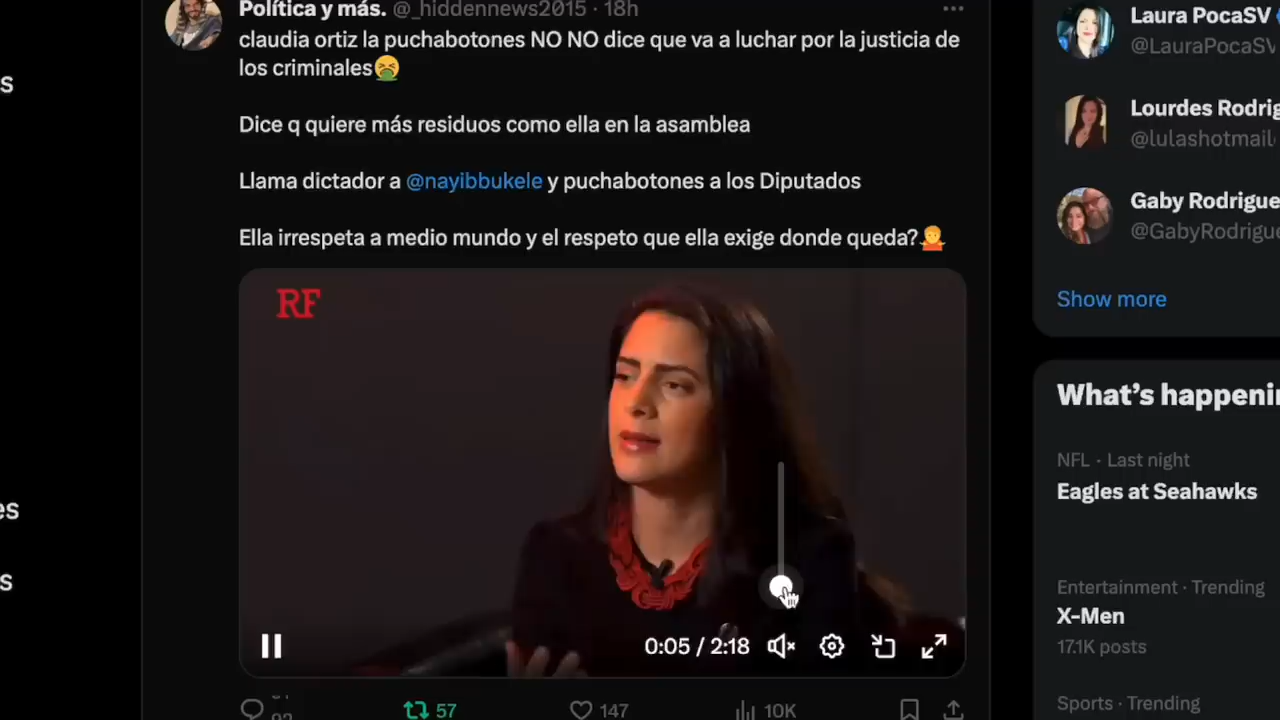 Política y más. @_hiddennews2015 · 18h
claudia ortiz la puchabotones NO NO dice que va a luchar por la justicia de
los criminales🤮
Dice q quiere más residuos como ella en la asamblea
Llama dictador a @nayibbukele y puchabotones a los Diputados
Ella irrespeta a medio mundo y el respeto que ella exige donde queda?🤷
RF
0:05 / 2:18
57
147
10K
Laura PocaSV
@LauraPocaSV
Lourdes Rodrig
@lulashotmail
Gaby Rodrigue
@GabyRodrigue
Show more
What's happenin
NFL · Last night
Eagles at Seahawks
Entertainment · Trending
X-Men
17.1K posts
Sports · Trending